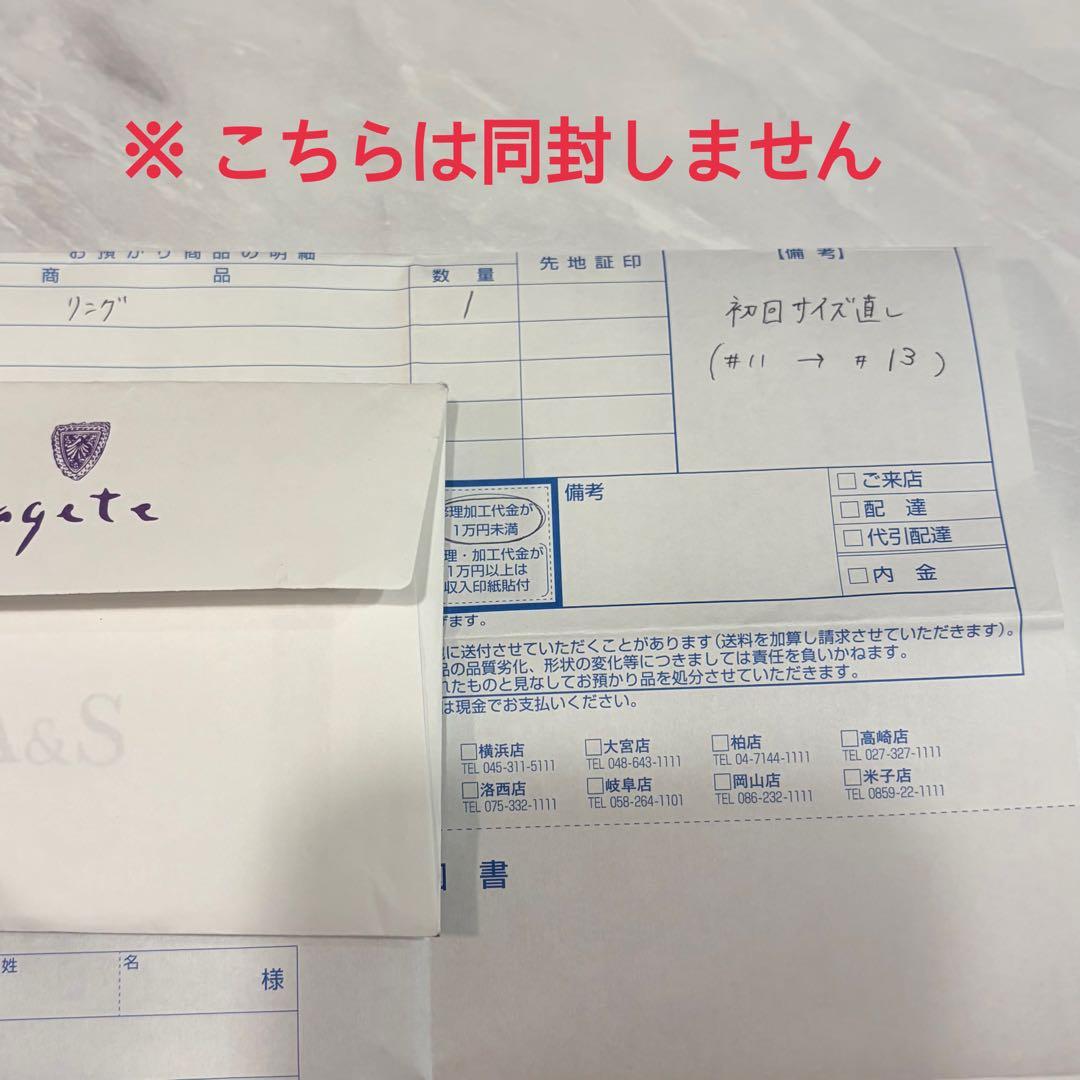 ※ こちらは同封しません
お預かり商品の明細
商品
数量
先地証印
【備考】
リング
1
初回サイズ直し
(#11 → #13)
agete
理加工代金が
1万円未満
理・加工代金が
1万円以上は
収入印紙貼付
備考
ご来店
配達
代引配達
内金
ます。
に送付させていただくことがあります(送料を加算し請求させていただきます)。
品の品質劣化、形状の変化等につきましては責任を負いかねます。
れたものと見なしてお預かり品を処分させていただきます。
は現金でお支払いください。
A&S
横浜店
TEL 045-311-5111
大宮店
TEL 048-643-1111
柏店
TEL 04-7144-1111
高崎店
TEL 027-327-1111
洛西店
TEL 075-332-1111
岐阜店
TEL 058-264-1101
岡山店
TEL 086-232-1111
米子店
TEL 0859-22-1111
書
姓
名
様